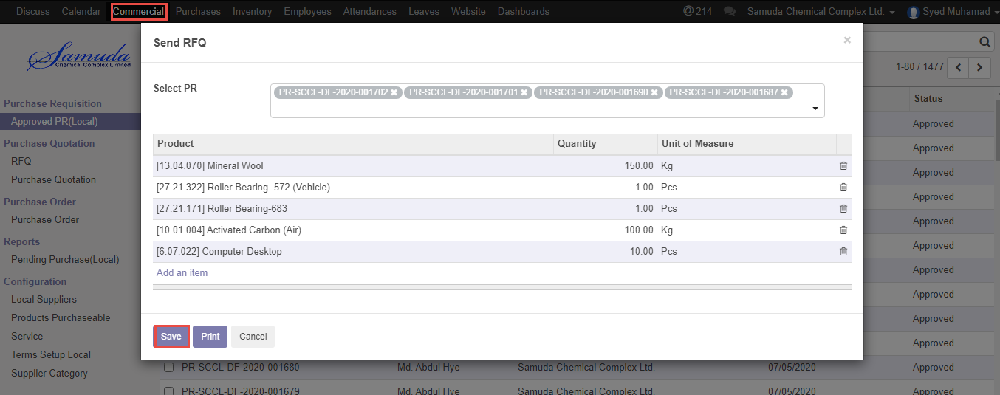 Discuss Calendar Commercial Purchases Inventory Employees Attendances Leaves Website Dashboards @ 214 Samuda Chemical Complex Ltd. Syed Muhamad
Samuda
Chemical Complex Limited
Send RFQ ×
1-80 / 1477
Select PR
PR-SCCL-DF-2020-001702 PR-SCCL-DF-2020-001701 PR-SCCL-DF-2020-001690 PR-SCCL-DF-2020-001687
Purchase Requisition
Approved PR(Local)
Purchase Quotation
RFQ
Purchase Quotation
Purchase Order
Purchase Order
Reports
Pending Purchase(Local)
Configuration
Local Suppliers
Products Purchaseable
Service
Terms Setup Local
Supplier Category
Product Quantity Unit of Measure
[13.04.070] Mineral Wool 150.00 Kg
[27.21.322] Roller Bearing -572 (Vehicle) 1.00 Pcs
[27.21.171] Roller Bearing-683 1.00 Pcs
[10.01.004] Activated Carbon (Air) 100.00 Kg
[6.07.022] Computer Desktop 10.00 Pcs
Add an item
Save Print Cancel
Status
Approved
Approved
Approved
Approved
Approved
Approved
Approved
Approved
Approved
Approved
PR-SCCL-DF-2020-001680 Md. Abdul Hye Samuda Chemical Complex Ltd. 07/05/2020 Approved
PR-SCCL-DF-2020-001679 Md. Abdul Hye Samuda Chemical Complex Ltd. 07/05/2020 Approved